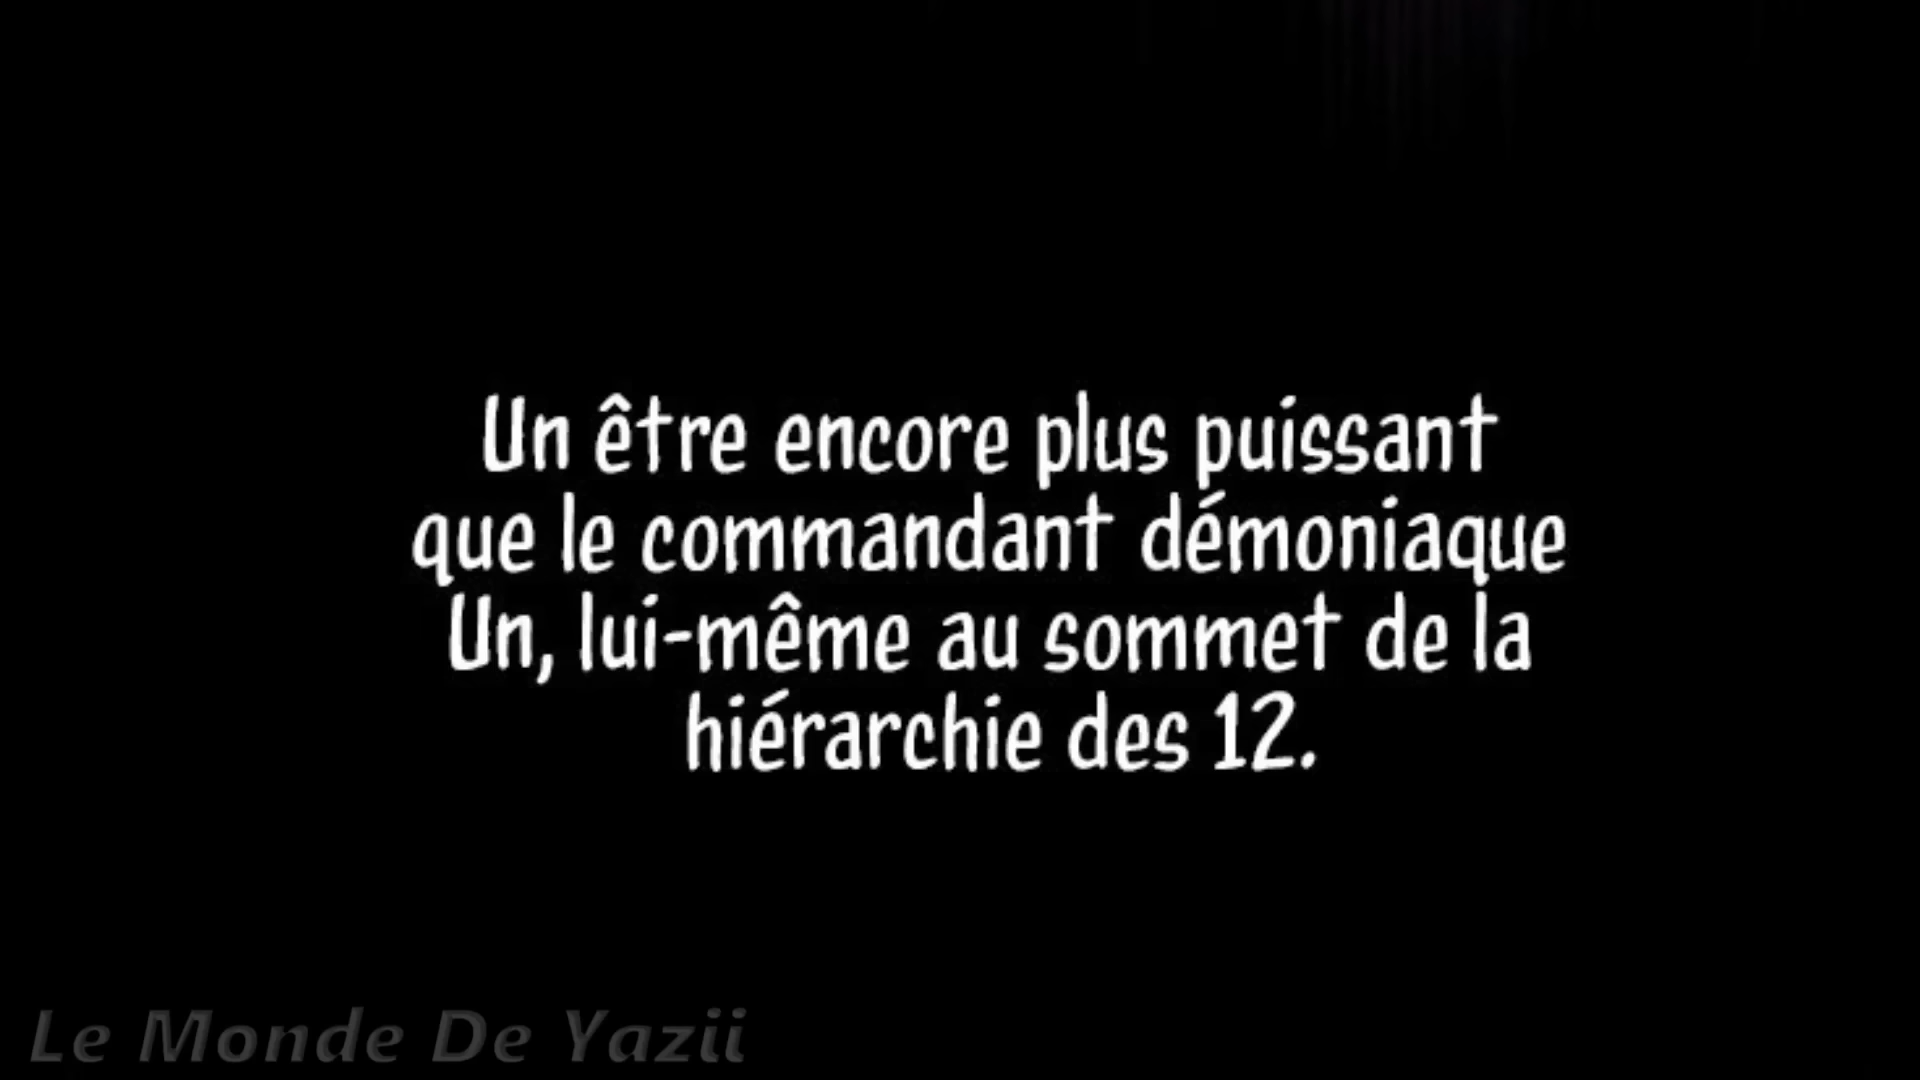 Un être encore plus puissant
que le commandant démoniaque
Un, lui-même au sommet de la
hiérarchie des 12.
Le Monde De Yazii